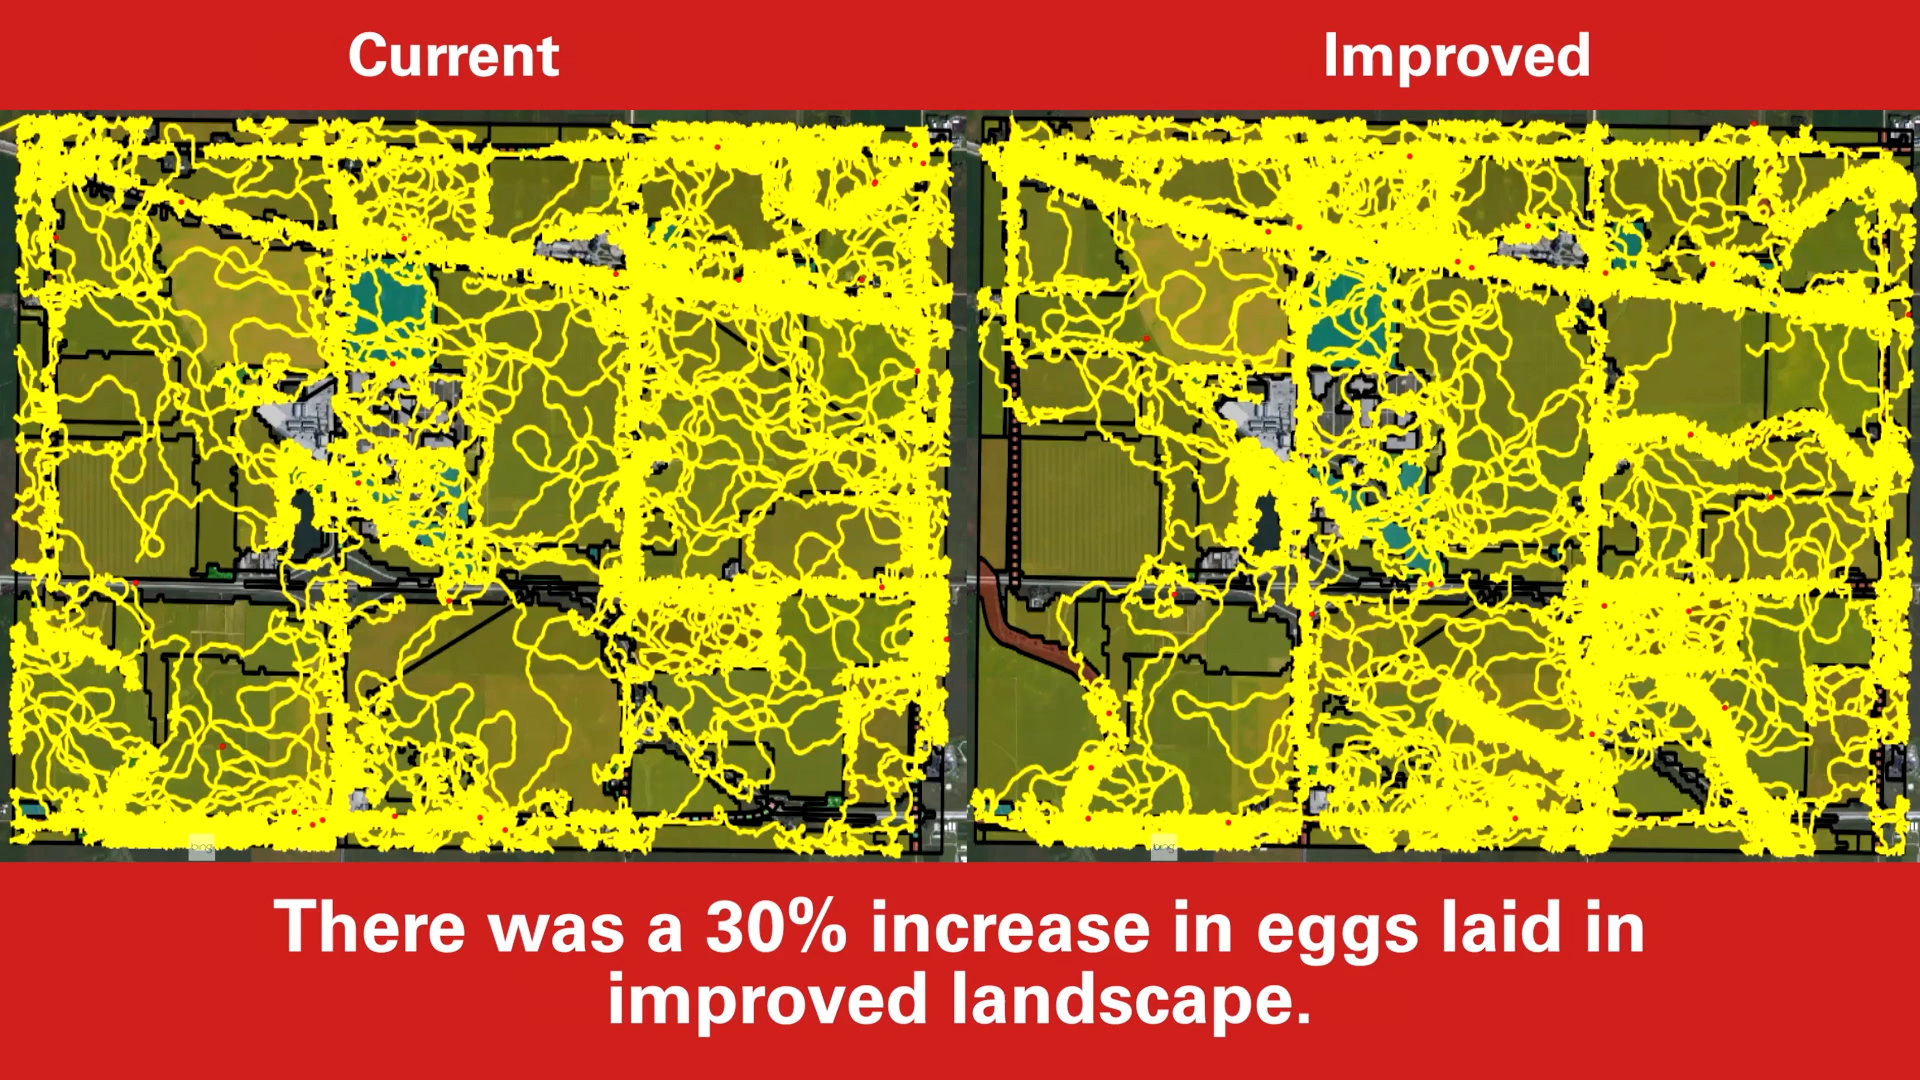 Current
Improved
There was a 30% increase in eggs laid in
improved landscape.